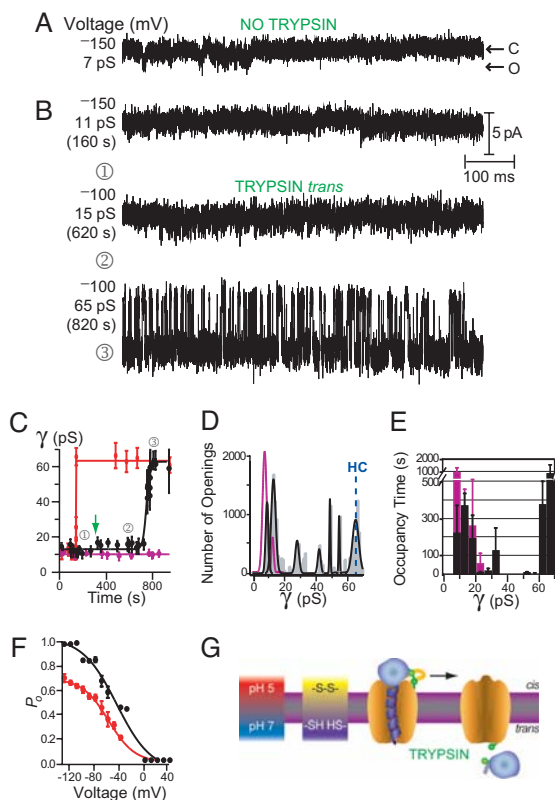 A
Voltage (mV)
NO TRYPSIN
−150
7 pS
← C
← O
B
−150
11 pS
(160 s)
①
5 pA
100 ms
TRYPSIN trans
−100
15 pS
(620 s)
②
−100
65 pS
(820 s)
③
C
γ (pS)
60
40
20
0
①
②
③
0
400
800
Time (s)
D
Number of Openings
2000
1000
0
HC
0
20
40
60
γ (pS)
E
Occupancy Time (s)
2000
1000
500
300
100
0
0
20
40
60
γ (pS)
F
Po
1.0
0.8
0.6
0.4
0.2
0.0
-120
-80
-40
0
40
Voltage (mV)
G
pH 5
pH 7
-S-S-
-SH HS-
cis
trans
TRYPSIN